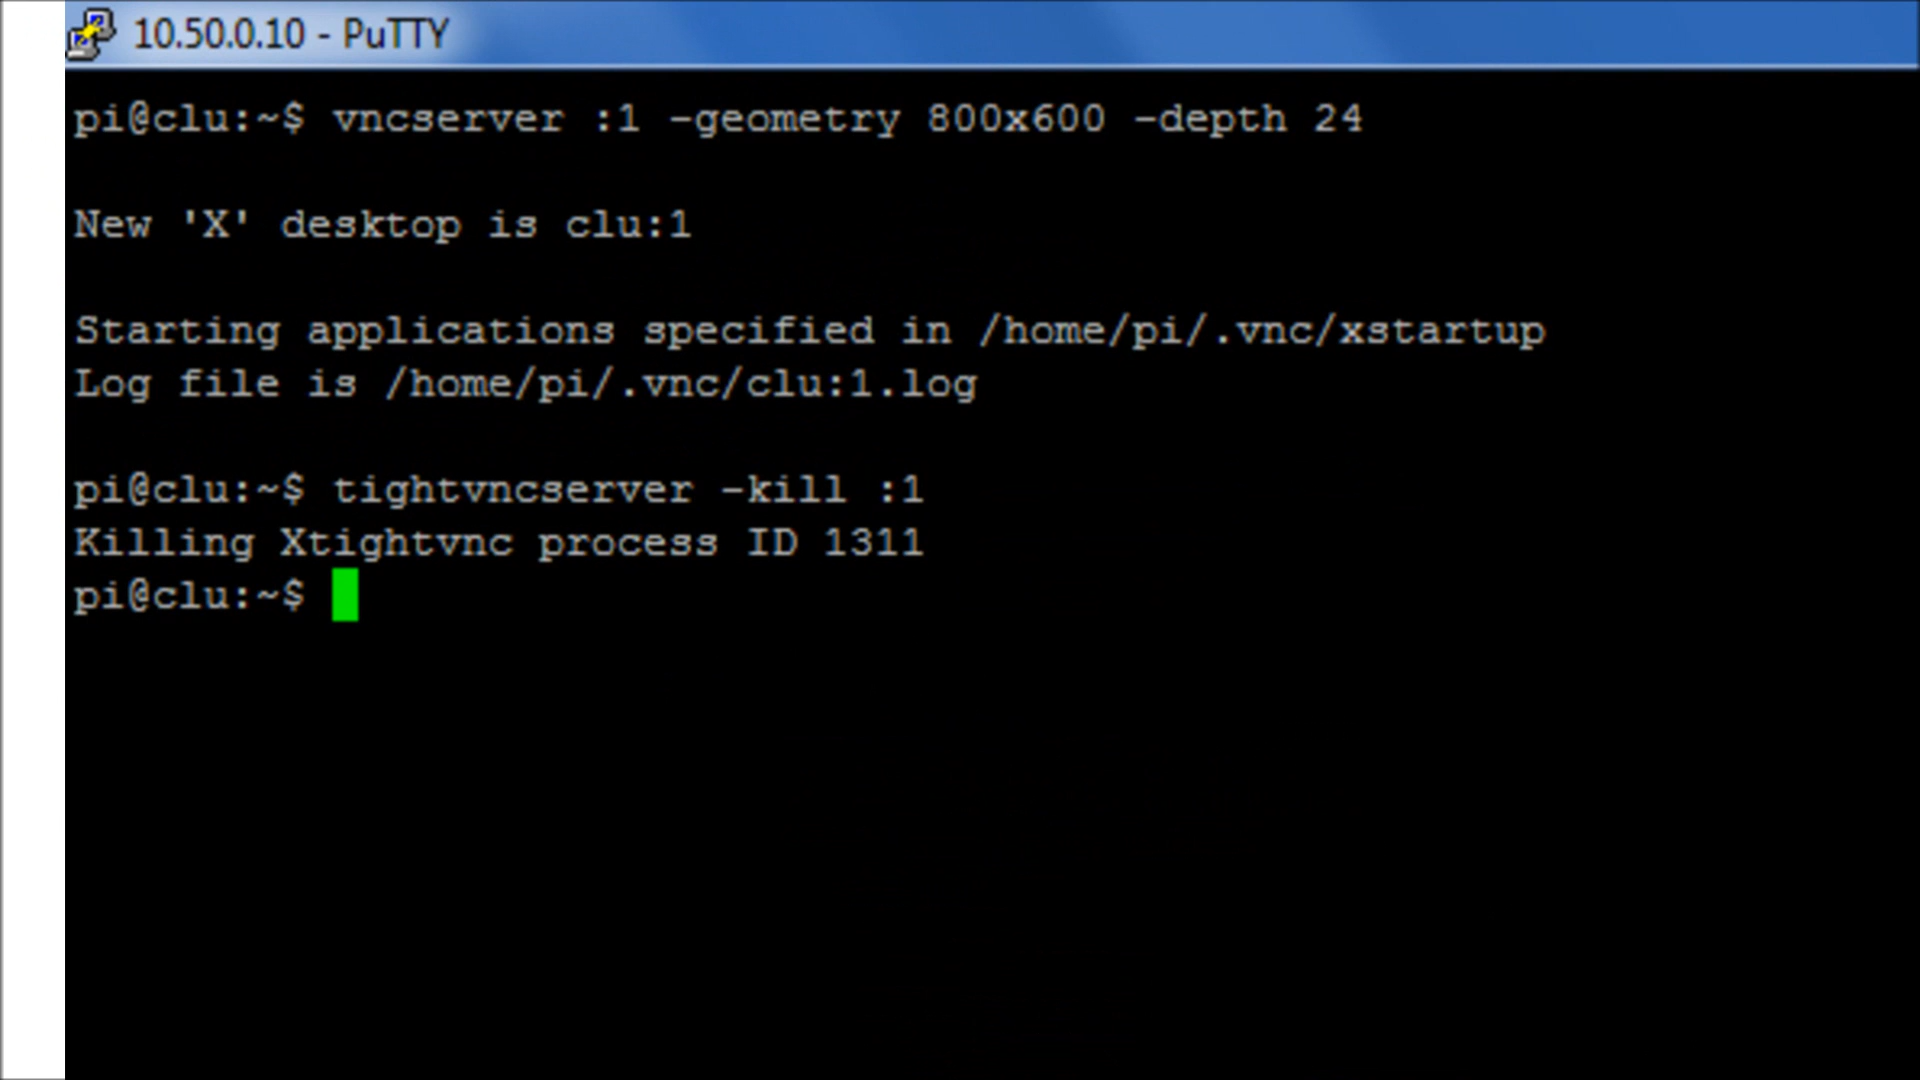 10.50.0.10 - PuTTY
pi@clu:~$ vncserver :1 -geometry 800x600 -depth 24
New 'X' desktop is clu:1
Starting applications specified in /home/pi/.vnc/xstartup
Log file is /home/pi/.vnc/clu:1.log
pi@clu:~$ tightvncserver -kill :1
Killing Xtightvnc process ID 1311
pi@clu:~$